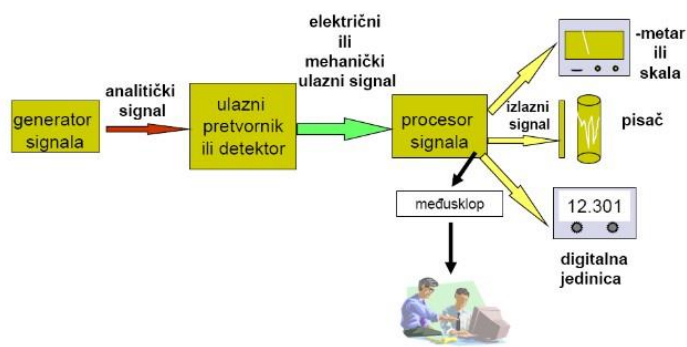 generator
signala
analitički
signal
ulazni
pretvornik
ili detektor
električni
ili
mehanički
ulazni signal
procesor
signala
izlazni
signal
-metar
ili
skala
pisač
12.301
digitalna
jedinica
međusklop